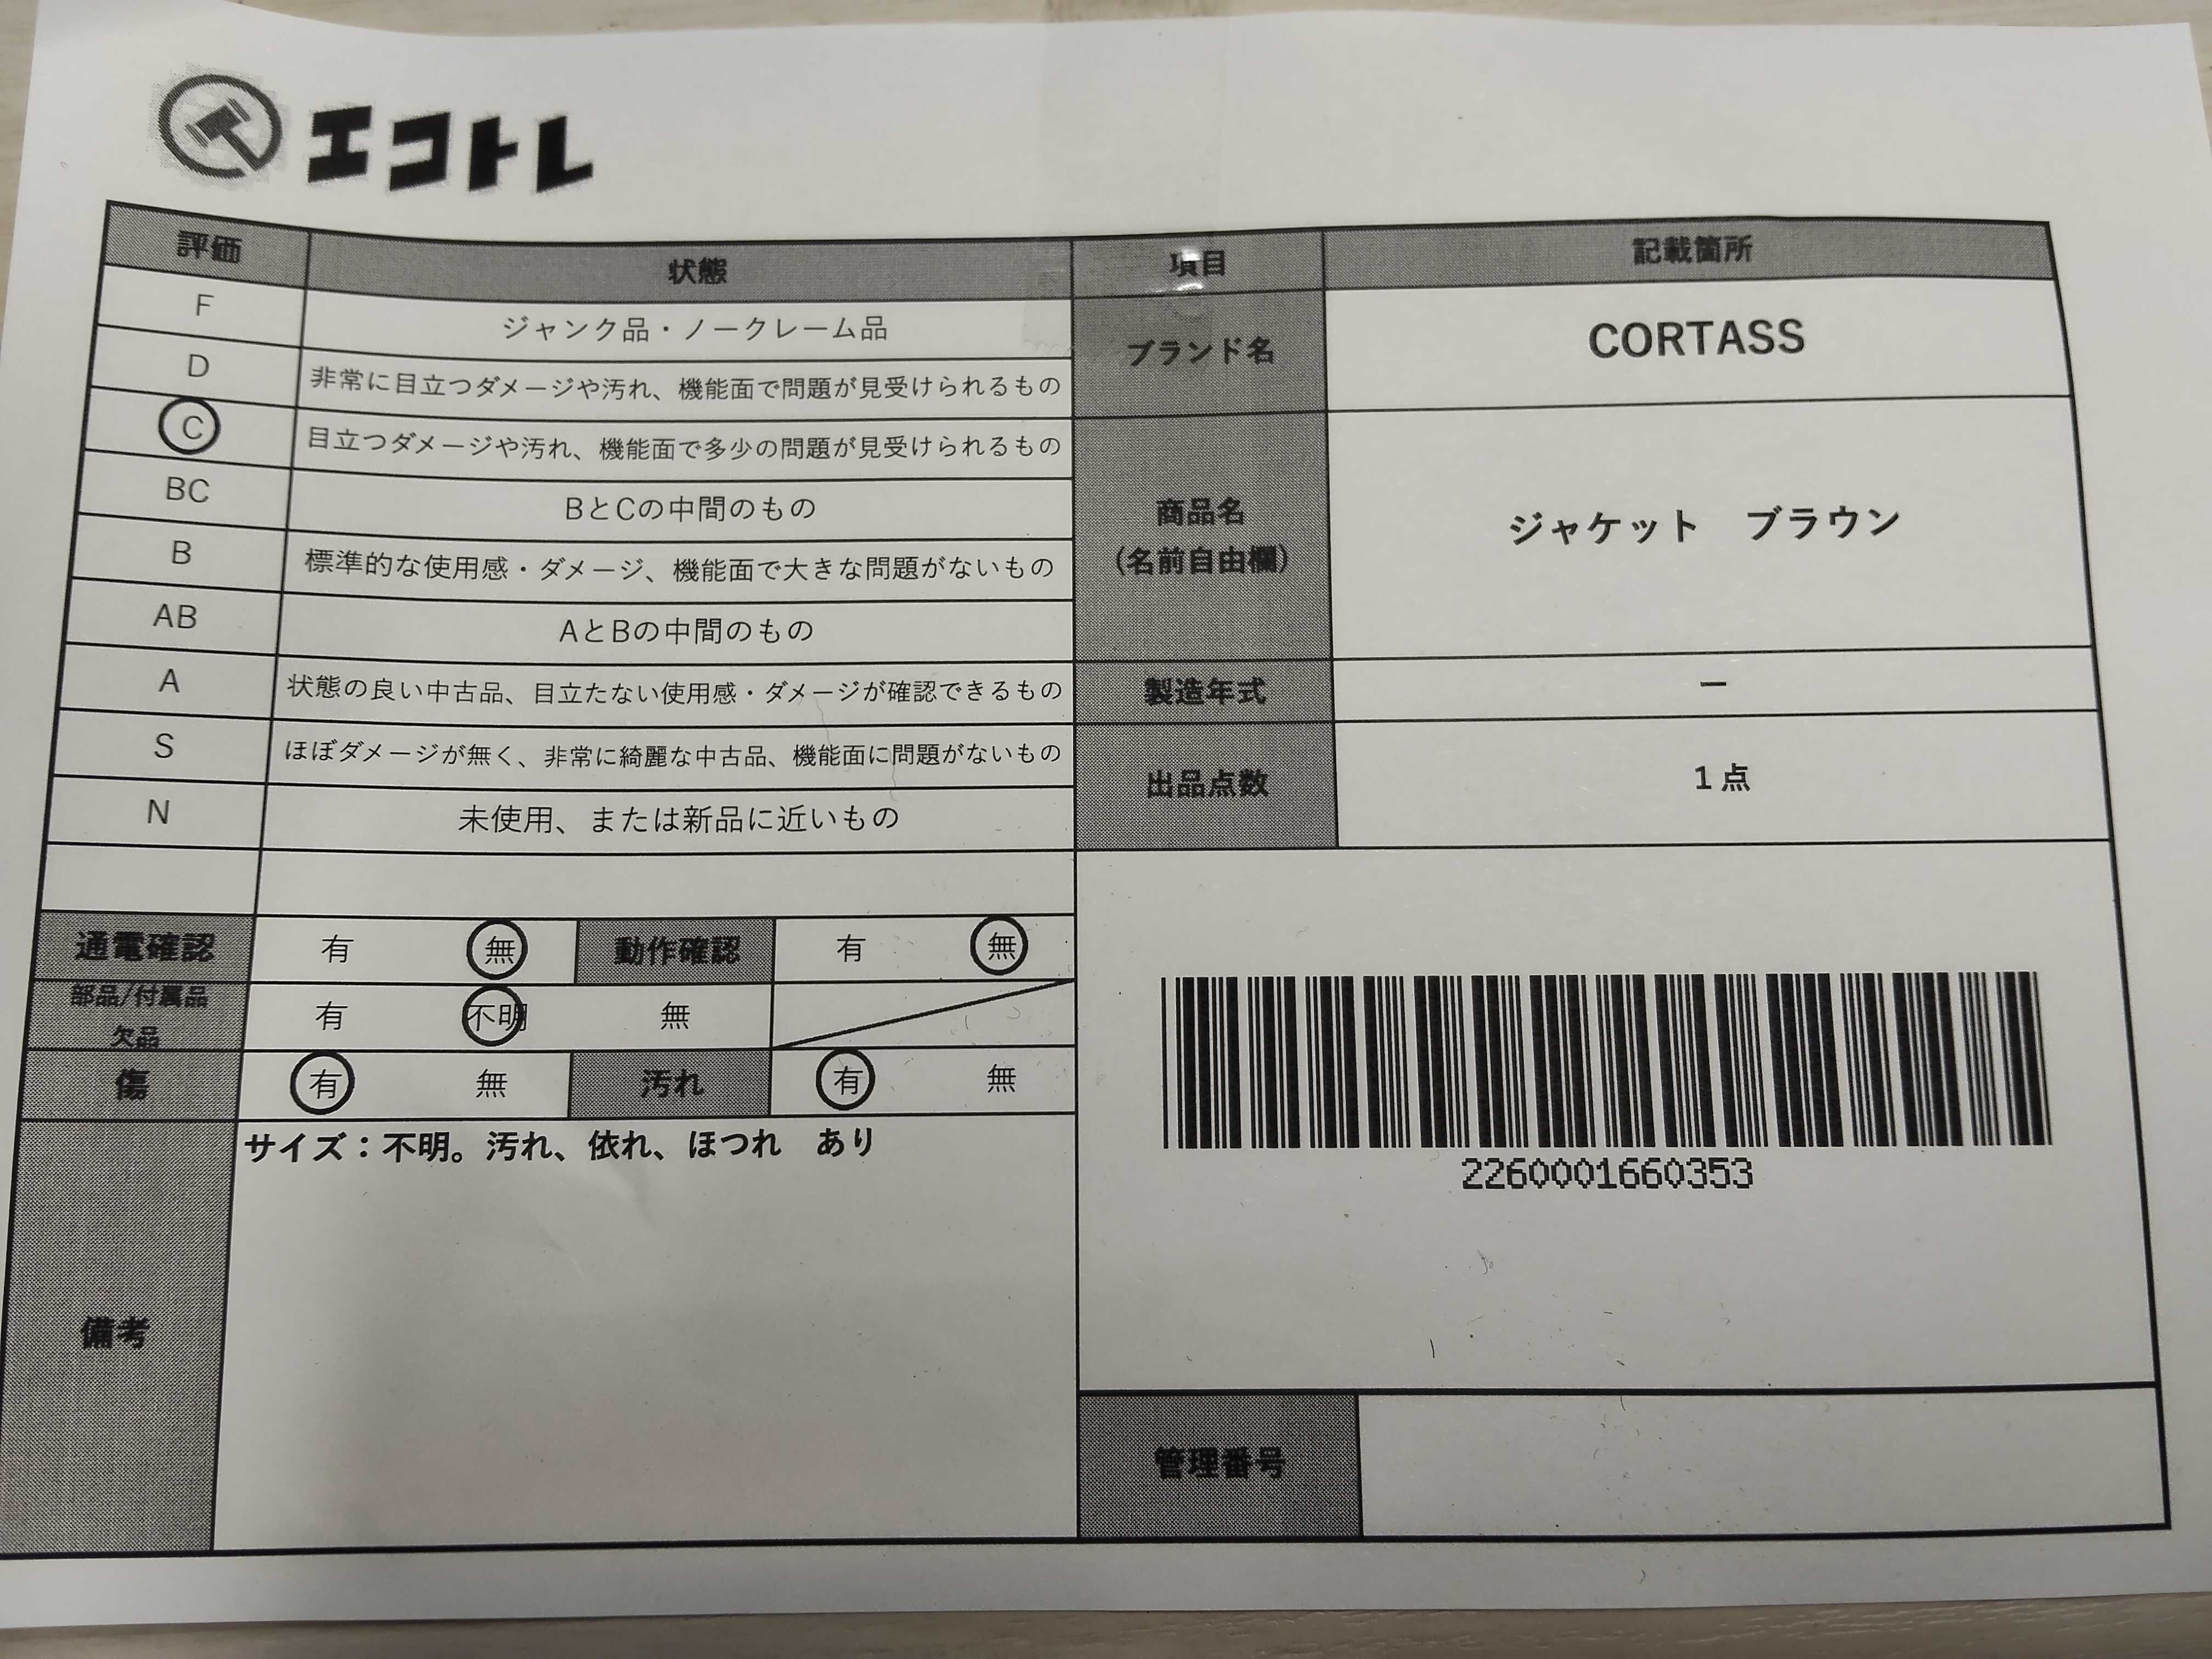 エコトレ
評価 状態
F ジャンク品・ノークレーム品
D 非常に目立つダメージや汚れ、機能面で問題が見受けられるもの
C 目立つダメージや汚れ、機能面で多少の問題が見受けられるもの
BC BとCの中間のもの
B 標準的な使用感・ダメージ、機能面で大きな問題がないもの
AB AとBの中間のもの
A 状態の良い中古品、目立たない使用感・ダメージが確認できるもの
S ほぼダメージが無く、非常に綺麗な中古品、機能面に問題がないもの
N 未使用、または新品に近いもの
通電確認 有 無 動作確認 有 無
部品/付属品
欠品 有 不明 無
傷 有 無 汚れ 有 無
備考 サイズ：不明。汚れ、依れ、ほつれ　あり
項目 記載箇所
ブランド名 CORTASS
商品名
(名前自由欄) ジャケット　ブラウン
製造年式 ー
出品点数 1点
2260001660353
管理番号